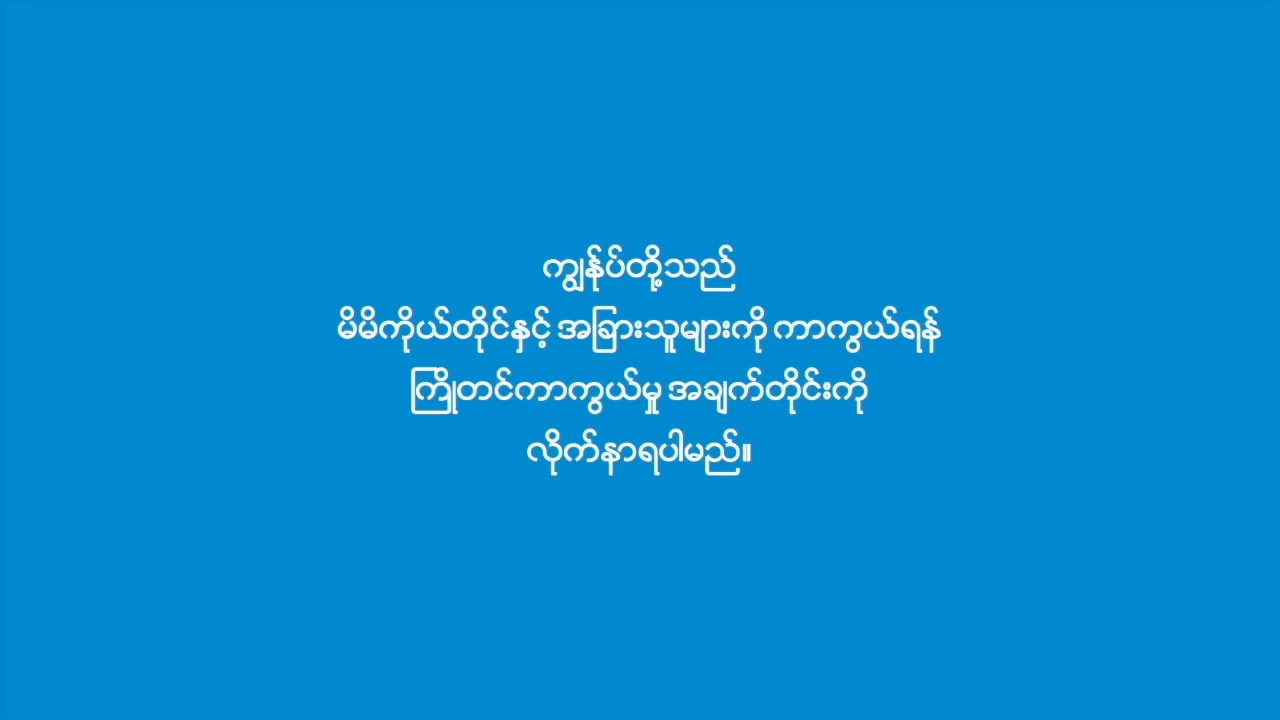 ကျွန်ုပ်တို့သည်
မိမိကိုယ်တိုင်နှင့် အခြားသူများကို ကာကွယ်ရန်
ကြိုတင်ကာကွယ်မှု အချက်တိုင်းကို
လိုက်နာရပါမည်။